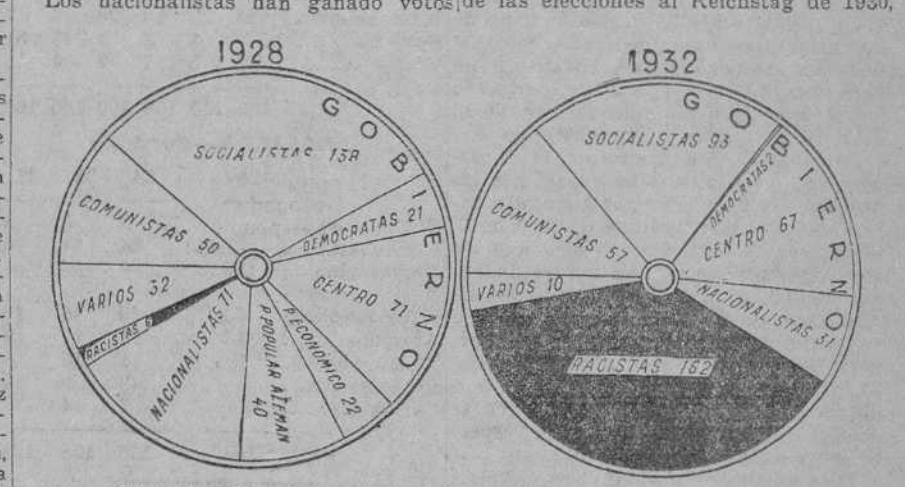 Los nacionalistas han ganado votos
de las elecciones al Reichstag de 1930,
1928
GOBIERNO
SOCIALISTAS 138
DEMOCRATAS 21
CENTRO 71
P. ECONOMICO 22
P. POPULAR ALEMAN
40
NACIONALISTAS 71
RACISTAS 6
VARIOS 32
COMUNISTAS 50
1932
GOBIERNO
SOCIALISTAS 93
DEMOCRATAS 2
CENTRO 67
NACIONALISTAS 31
RACISTAS 162
VARIOS 10
COMUNISTAS 57